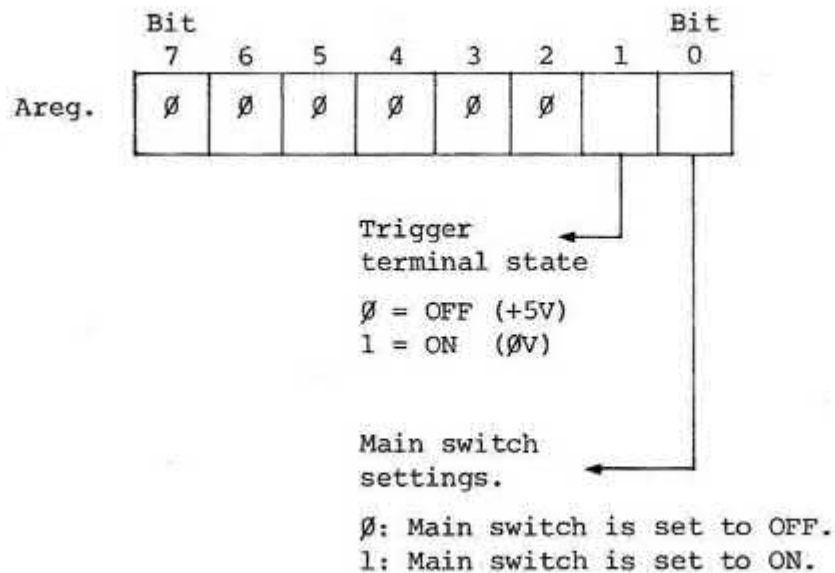 Bit Bit
7 6 5 4 3 2 1 0
Areg. Ø Ø Ø Ø Ø Ø
Trigger
terminal state
Ø = OFF (+5V)
1 = ON (ØV)
Main switch
settings.
Ø: Main switch is set to OFF.
1: Main switch is set to ON.